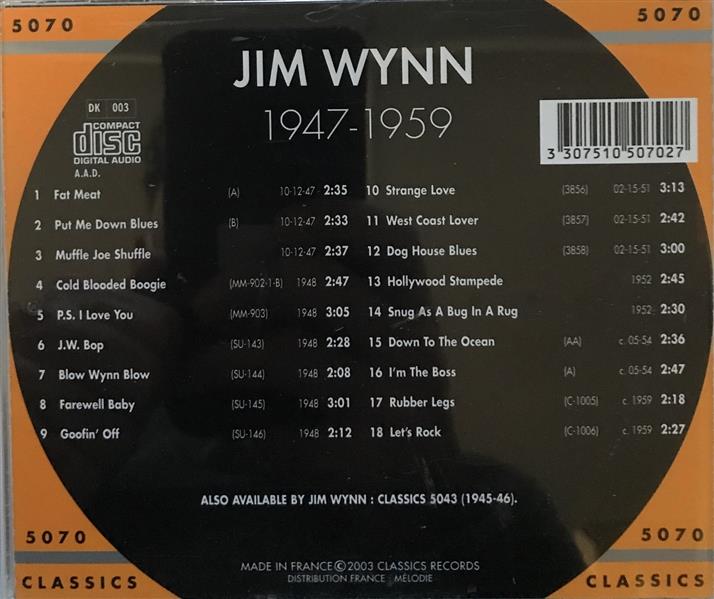 5070
5070
JIM WYNN
1947-1959
DK 003
COMPACT
disc
DIGITAL AUDIO
A.A.D.
3 307510 507027
1 Fat Meat (A) 10-12-47 - 2:35
2 Put Me Down Blues (B) 10-12-47 - 2:33
3 Muffle Joe Shuffle 10-12-47 - 2:37
4 Cold Blooded Boogie (MM-902-1-B) 1948 2:47
5 P.S. I Love You (MM-903) 1948 3:05
6 J.W. Bop (SU-143) 1948 2:28
7 Blow Wynn Blow (SU-144) 1948 2:08
8 Farewell Baby (SU-145) 1948 3:01
9 Goofin' Off (SU-146) 1948 2:12
10 Strange Love (3856) 02-15-51 3:13
11 West Coast Lover (3857) 02-15-51 2:42
12 Dog House Blues (3858) 02-15-51 3:00
13 Hollywood Stampede 1952 2:45
14 Snug As A Bug In A Rug 1952 2:30
15 Down To The Ocean (AA) c. 05-54 2:36
16 I'm The Boss (A) c. 05-54 2:47
17 Rubber Legs (C-1005) c. 1959 2:18
18 Let's Rock (C-1006) c. 1959 2:27
ALSO AVAILABLE BY JIM WYNN : CLASSICS 5043 (1945-46).
5070
5070
MADE IN FRANCE©2003 CLASSICS RECORDS
DISTRIBUTION FRANCE : MÉLODIE
CLASSICS
CLASSICS